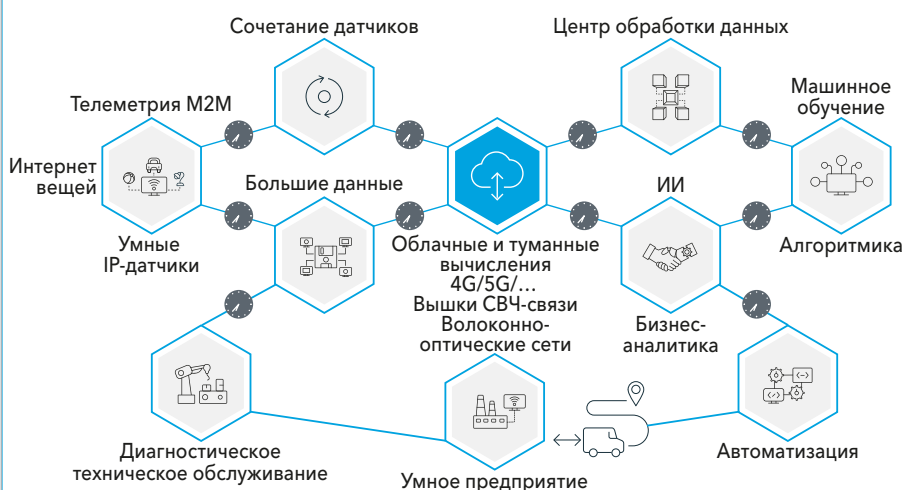 Сочетание датчиков
Центр обработки данных
Телеметрия M2M
Машинное
обучение
Интернет
вещей
Большие данные
ИИ
Умные
IP-датчики
Облачные и туманные
вычисления
4G/5G/...
Вышки СВЧ-связи
Волоконно-
оптические сети
Алгоритмика
Бизнес-
аналитика
Диагностическое
техническое обслуживание
Автоматизация
Умное предприятие